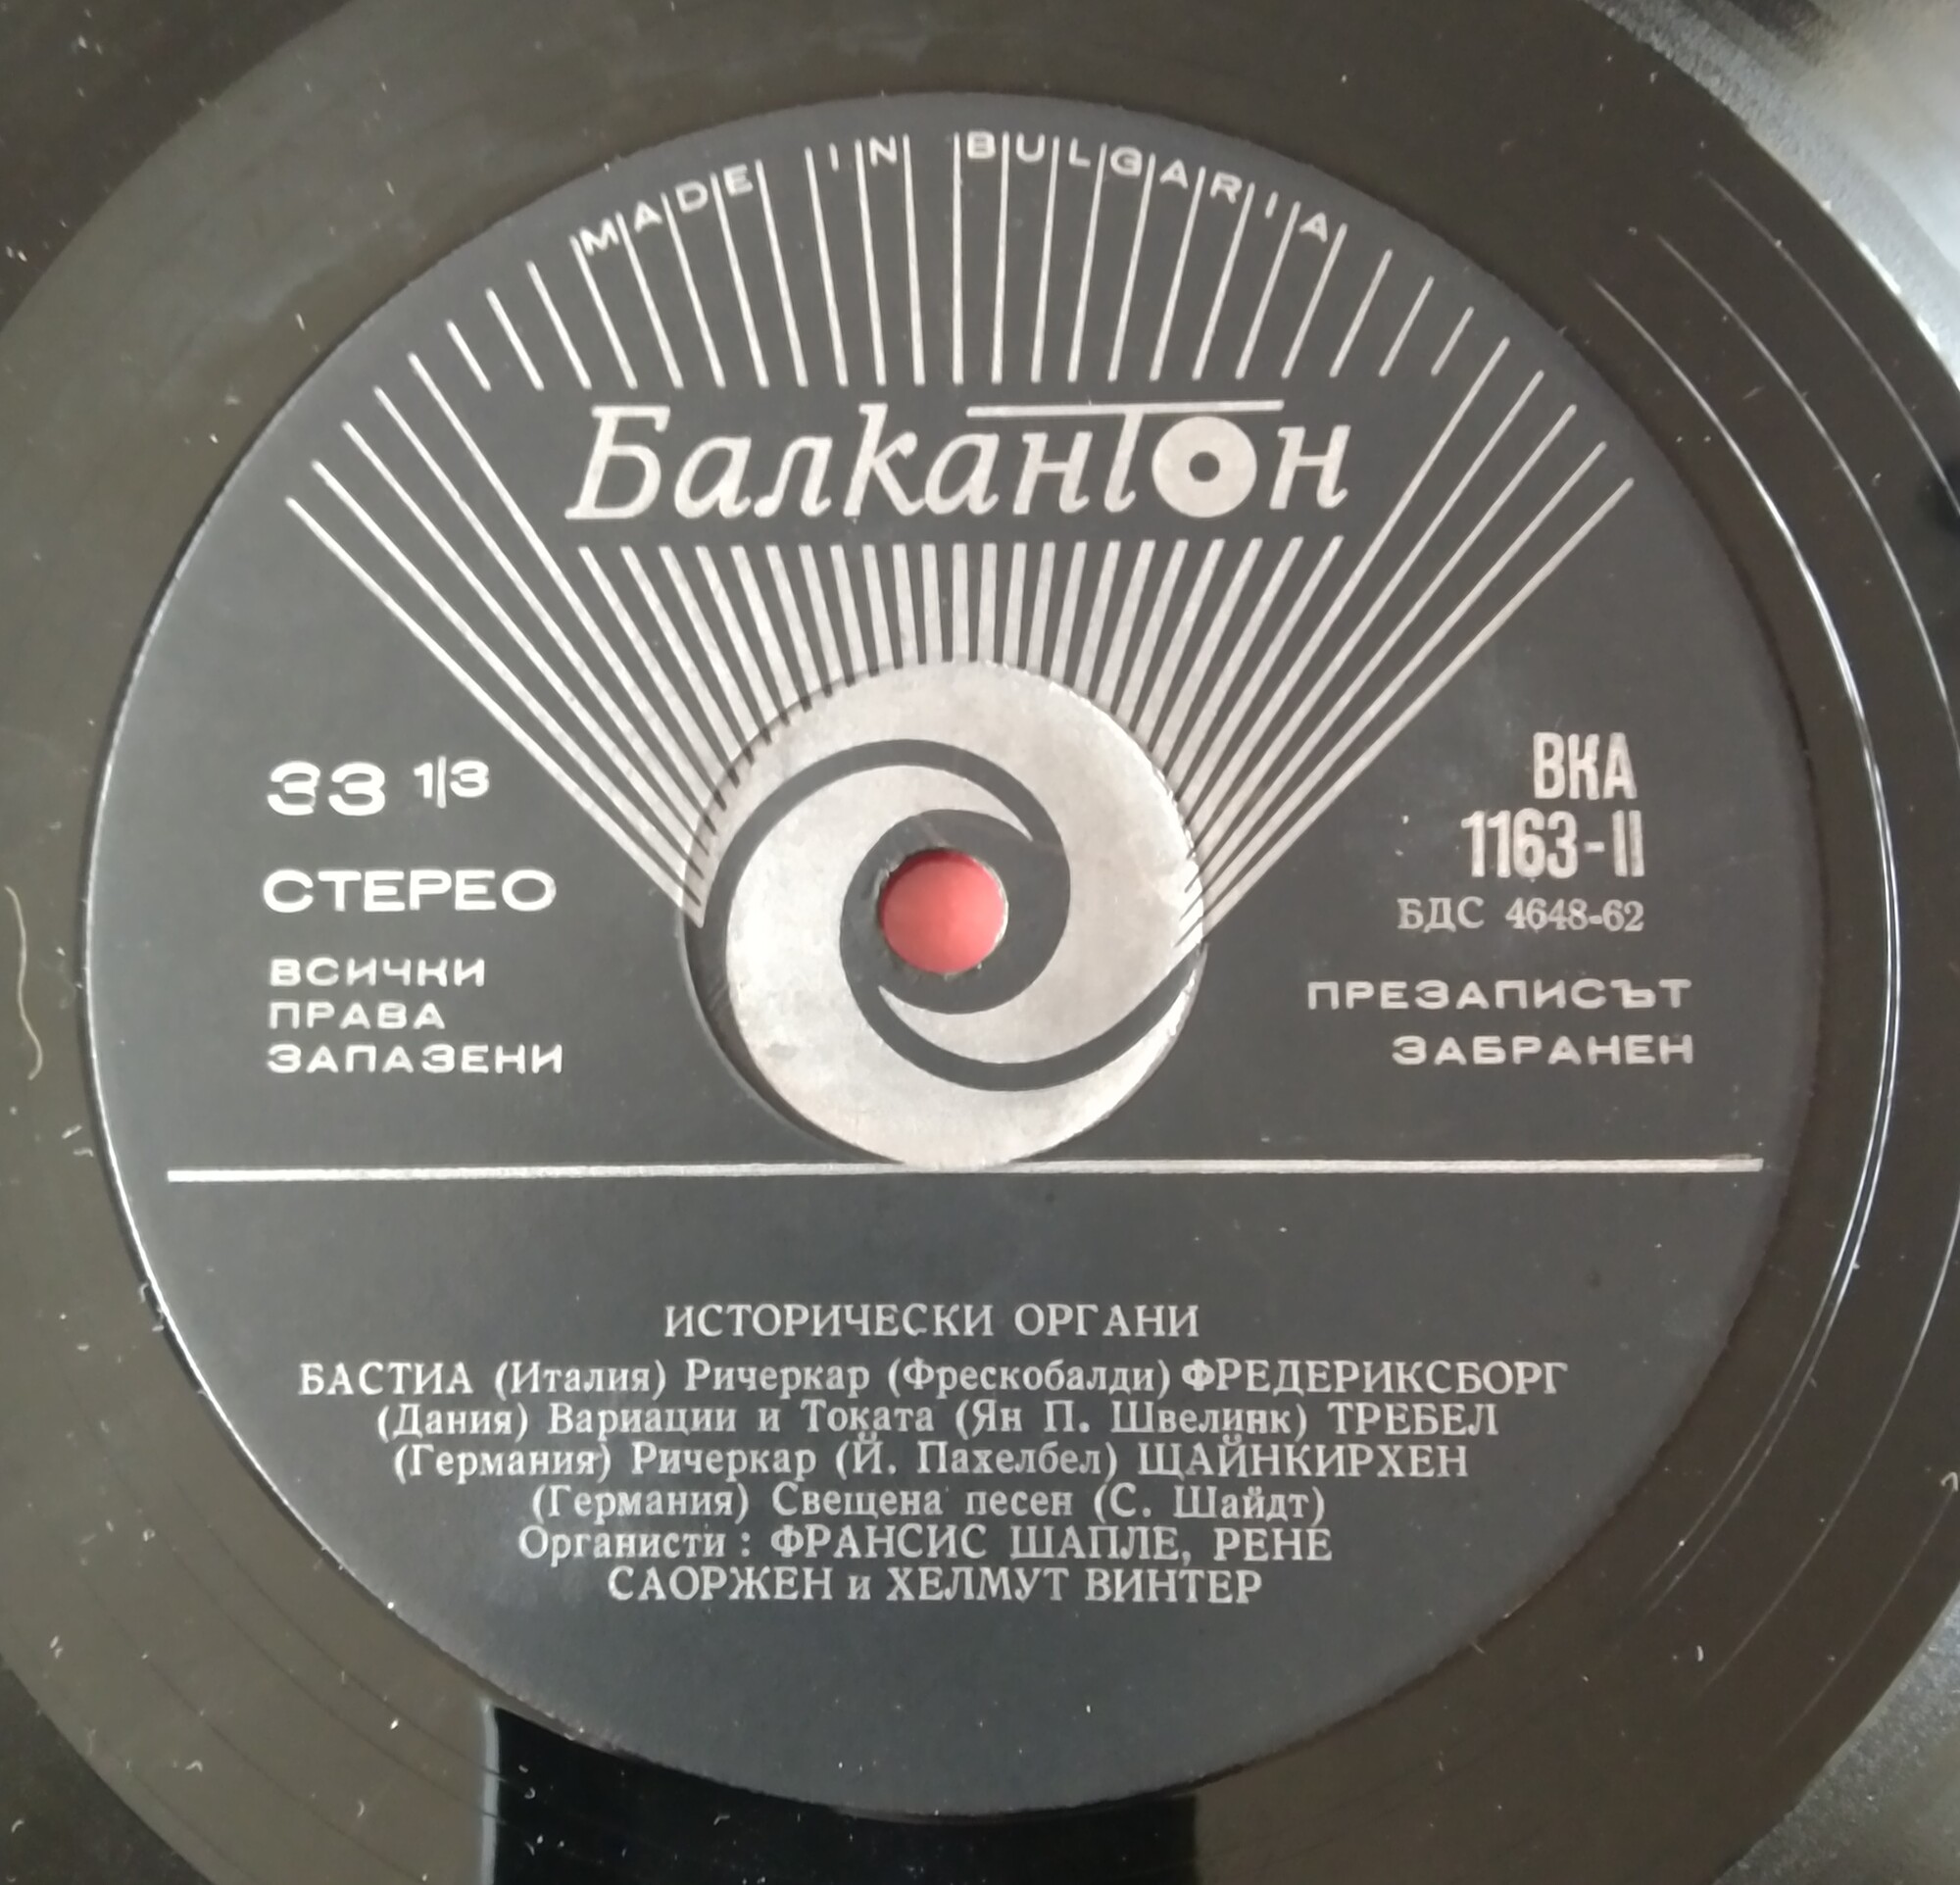 MADE IN BULGARIA
Балкантон
33 1/3
СТЕРЕО
ВСИЧКИ
ПРАВА
ЗАПАЗЕНИ
ВКА
1163-II
БДС 4648-62
ПРЕЗАПИСЪТ
ЗАБРАНЕН
ИСТОРИЧЕСКИ ОРГАНИ
БАСТИА (Италия) Ричеркар (Фрескобалди) ФРЕДЕРИКСБОРГ
(Дания) Вариации и Токата (Ян П. Швелинк) ТРЕБЕЛ
(Германия) Ричеркар (Й. Пахелбел) ЩАЙНКИРХЕН
(Германия) Свещена песен (С. Шайдт)
Органисти : ФРАНСИС ШАПЛЕ, РЕНЕ
САОРЖЕН и ХЕЛМУТ ВИНТЕР